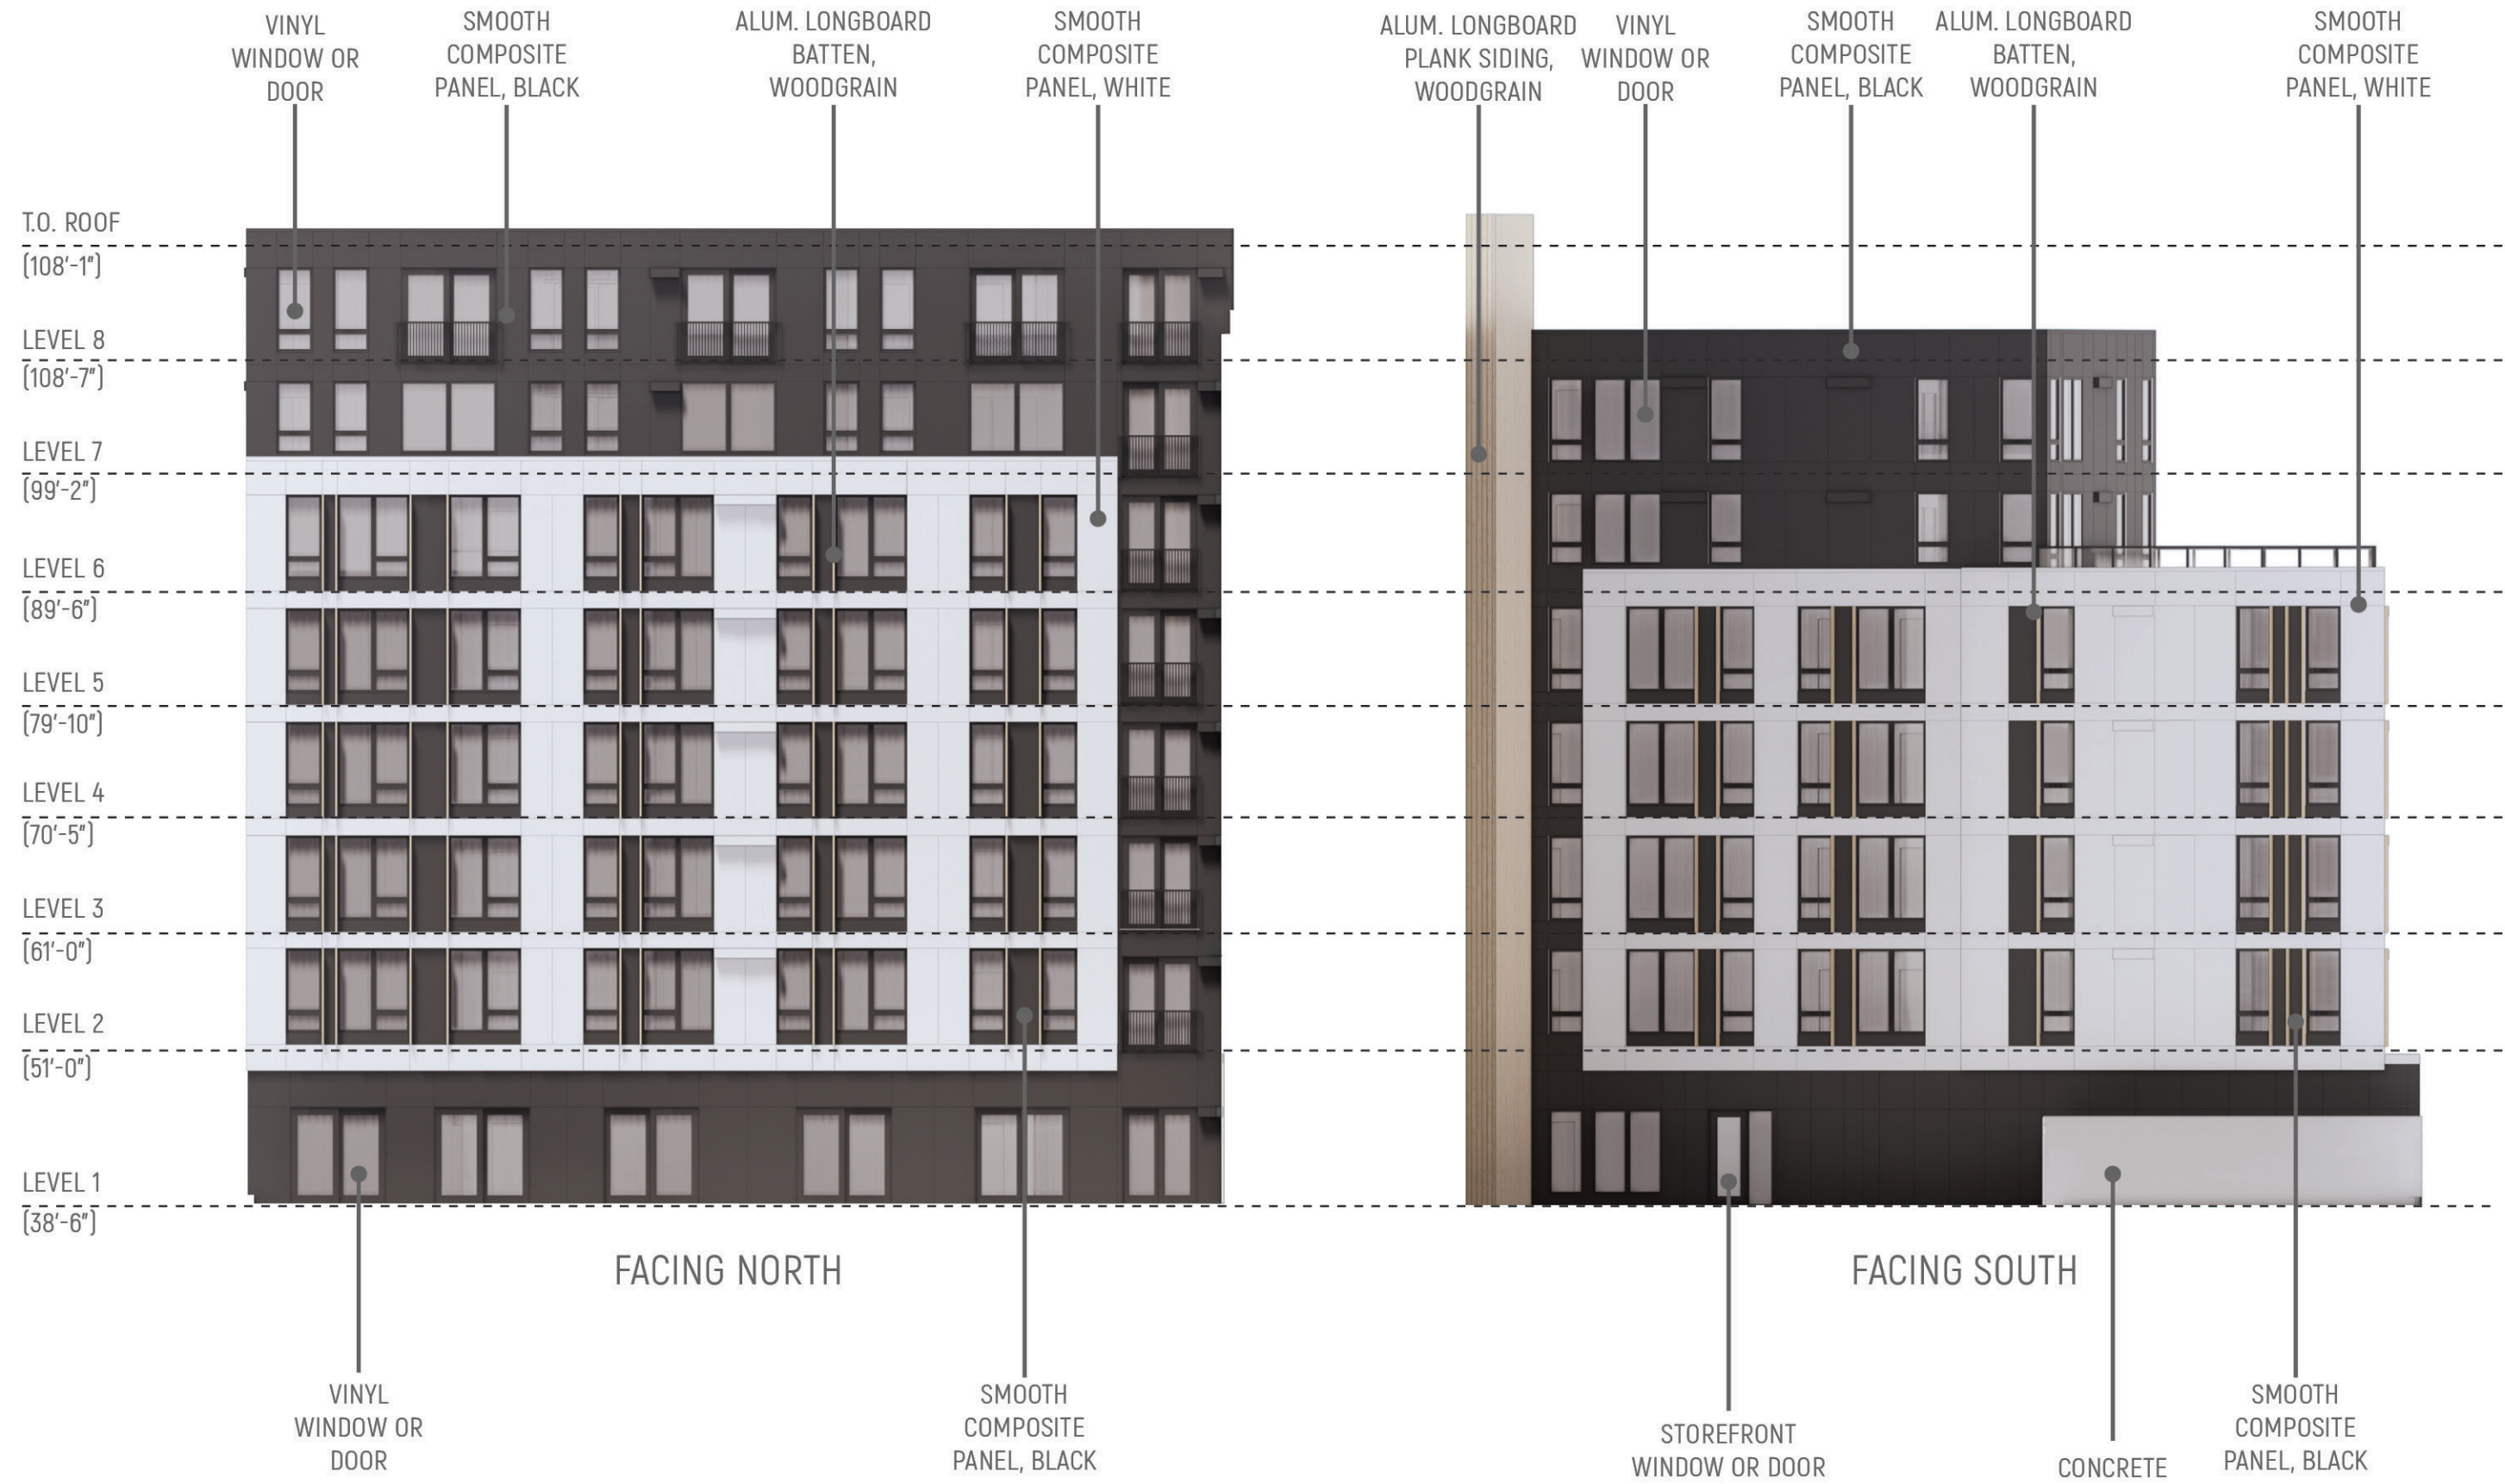 VINYL
WINDOW OR
DOOR
SMOOTH
COMPOSITE
PANEL, BLACK
ALUM. LONGBOARD
BATTEN,
WOODGRAIN
SMOOTH
COMPOSITE
PANEL, WHITE
ALUM. LONGBOARD
PLANK SIDING,
WOODGRAIN
VINYL
WINDOW OR
DOOR
SMOOTH
COMPOSITE
PANEL, BLACK
ALUM. LONGBOARD
BATTEN,
WOODGRAIN
SMOOTH
COMPOSITE
PANEL, WHITE
T.O. ROOF
(108'-1")
LEVEL 8
(108'-7")
LEVEL 7
(99'-2")
LEVEL 6
(89'-6")
LEVEL 5
(79'-10")
LEVEL 4
(70'-5")
LEVEL 3
(61'-0")
LEVEL 2
(51'-0")
LEVEL 1
(38'-6")
FACING NORTH
FACING SOUTH
VINYL
WINDOW OR
DOOR
SMOOTH
COMPOSITE
PANEL, BLACK
STOREFRONT
WINDOW OR DOOR
CONCRETE
SMOOTH
COMPOSITE
PANEL, BLACK